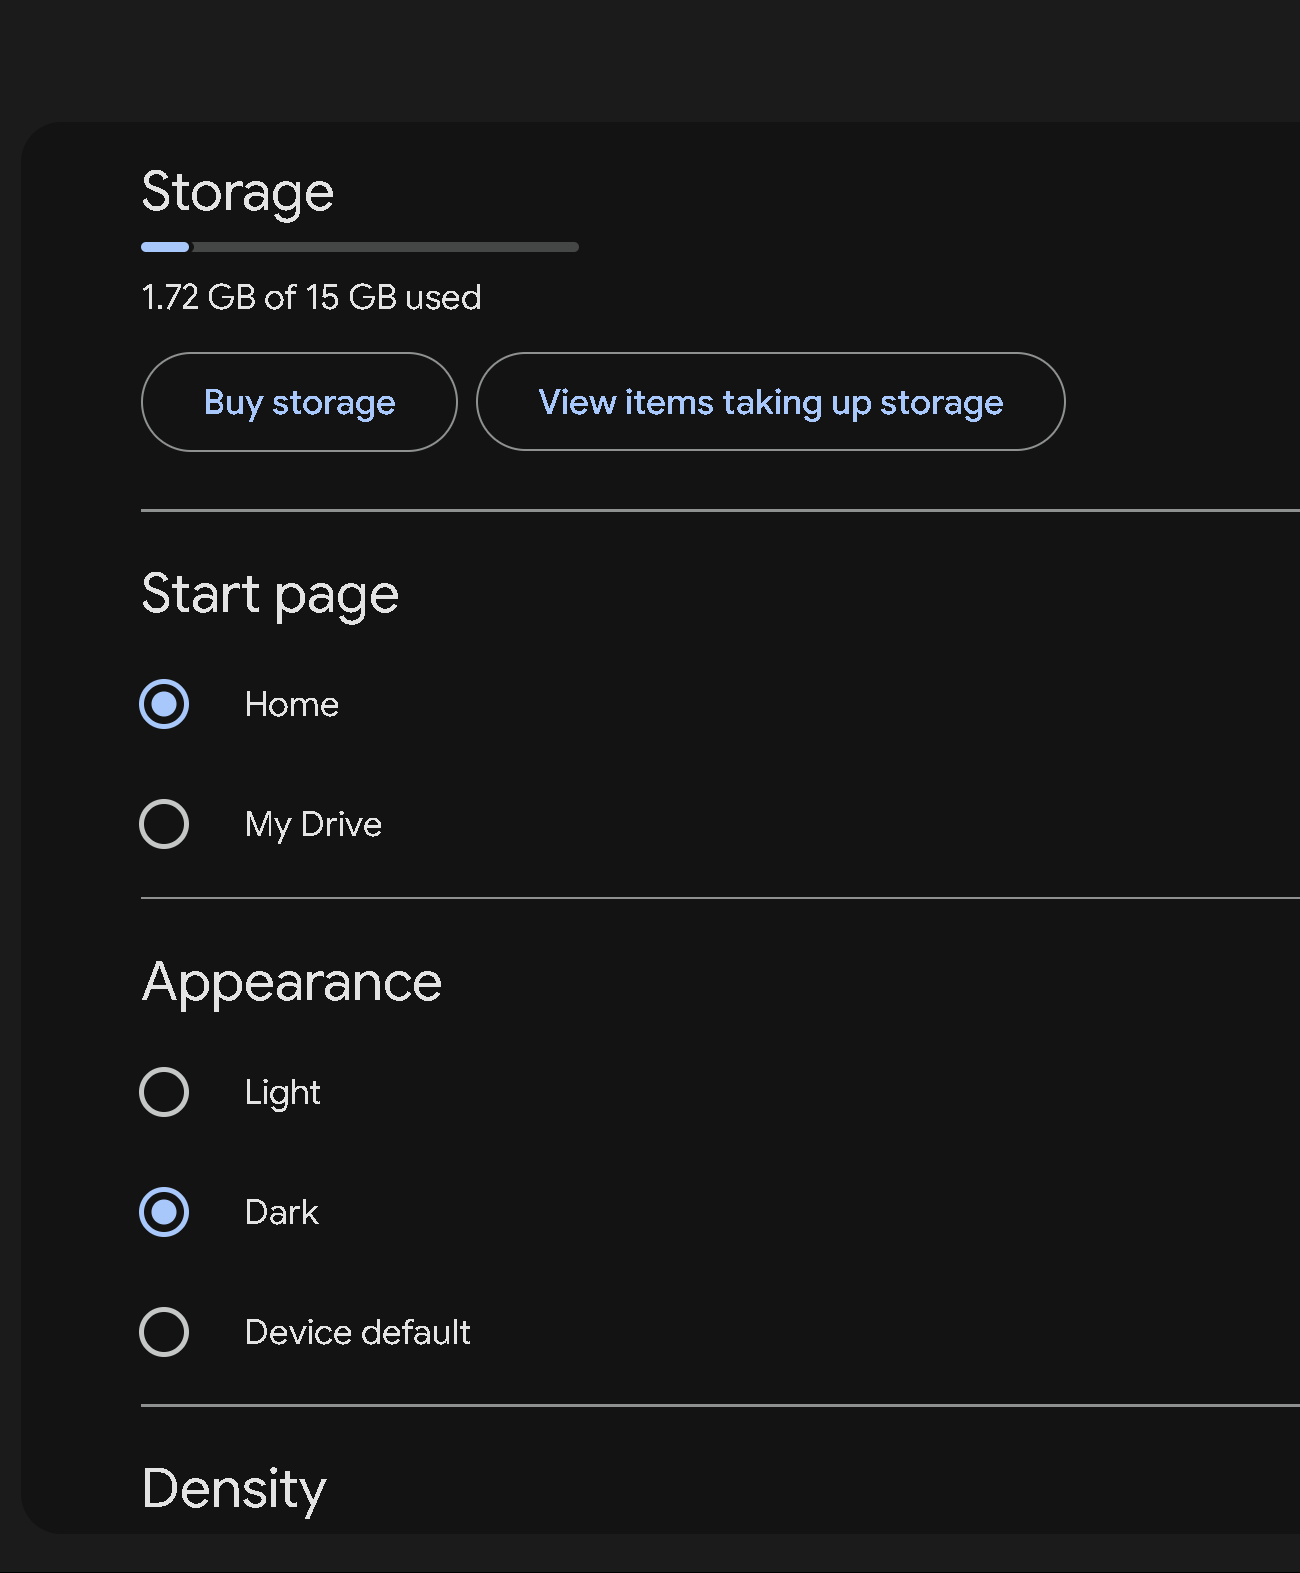 Storage
1.72 GB of 15 GB used
Buy storage
View items taking up storage
Start page
Home
My Drive
Appearance
Light
Dark
Device default
Density